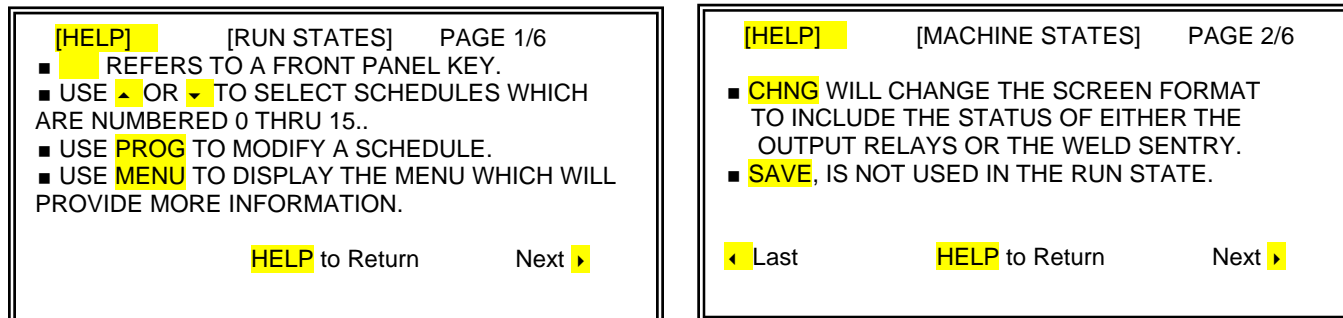 [HELP] [RUN STATES] PAGE 1/6
■ REFERS TO A FRONT PANEL KEY.
■ USE ▲ OR ▼ TO SELECT SCHEDULES WHICH
ARE NUMBERED 0 THRU 15..
■ USE PROG TO MODIFY A SCHEDULE.
■ USE MENU TO DISPLAY THE MENU WHICH WILL
PROVIDE MORE INFORMATION.
HELP to Return Next ▶
[HELP] [MACHINE STATES] PAGE 2/6
■ CHNG WILL CHANGE THE SCREEN FORMAT
TO INCLUDE THE STATUS OF EITHER THE
OUTPUT RELAYS OR THE WELD SENTRY.
■ SAVE, IS NOT USED IN THE RUN STATE.
◀ Last HELP to Return Next ▶